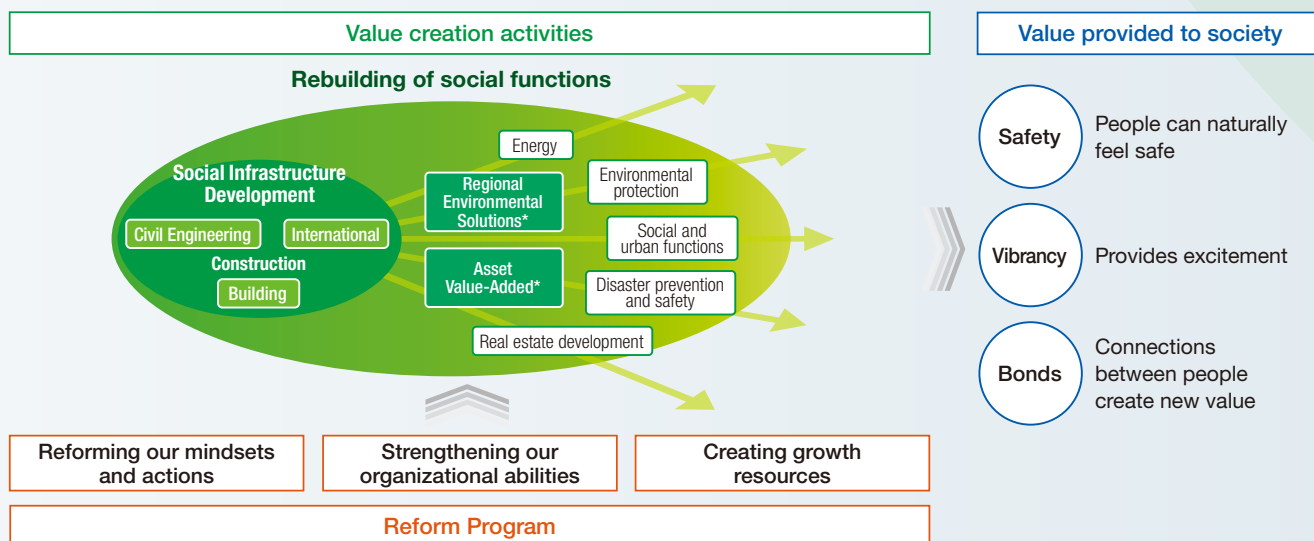 Value creation activities
Value provided to society
Rebuilding of social functions
Social Infrastructure
Development
Civil Engineering
International
Construction
Building
Energy
Regional
Environmental
Solutions*
Environmental
protection
Social and
urban functions
Asset
Value-Added*
Disaster prevention
and safety
Real estate development
Safety
People can naturally
feel safe
Vibrancy
Provides excitement
Bonds
Connections
between people
create new value
Reforming our mindsets
and actions
Strengthening our
organizational abilities
Creating growth
resources
Reform Program